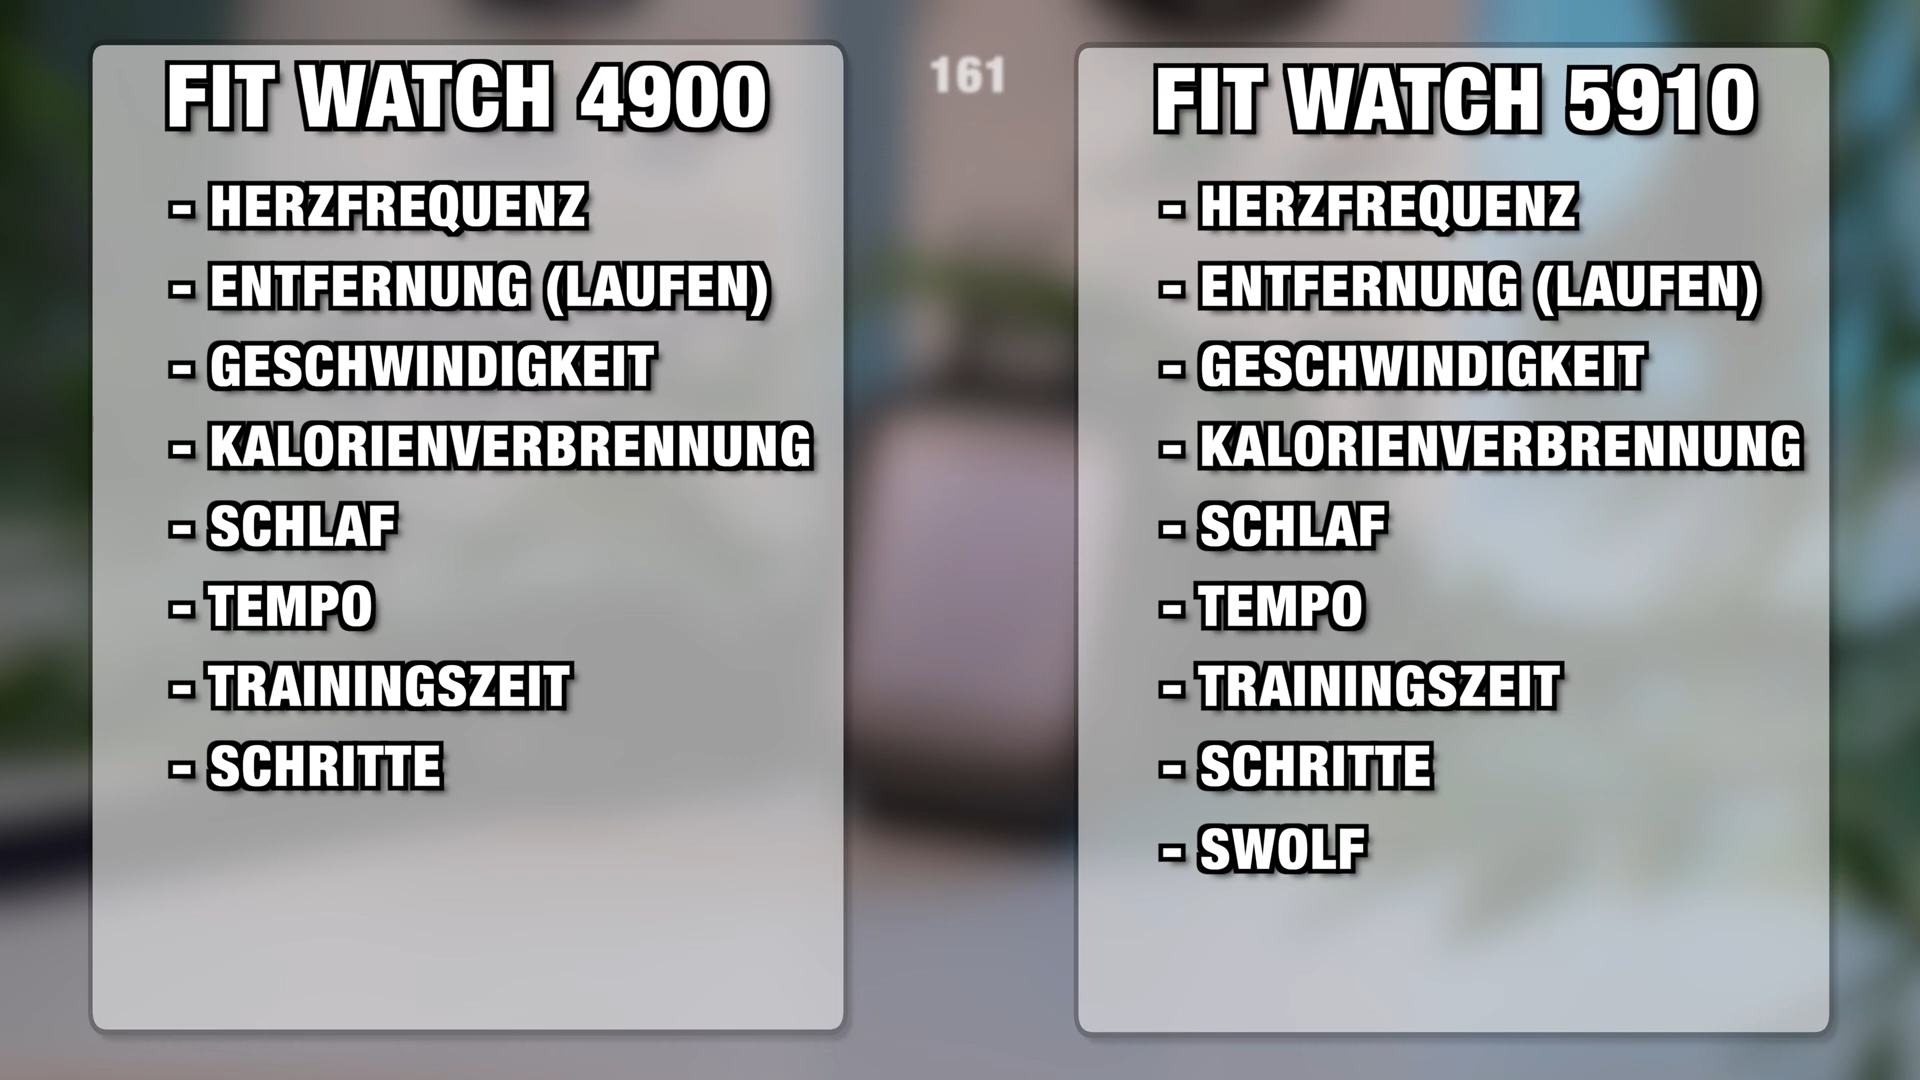 FIT WATCH 4900
- HERZFREQUENZ
- ENTFERNUNG (LAUFEN)
- GESCHWINDIGKEIT
- KALORIENVERBRENNUNG
- SCHLAF
- TEMPO
- TRAININGSZEIT
- SCHRITTE
161
FIT WATCH 5910
- HERZFREQUENZ
- ENTFERNUNG (LAUFEN)
- GESCHWINDIGKEIT
- KALORIENVERBRENNUNG
- SCHLAF
- TEMPO
- TRAININGSZEIT
- SCHRITTE
- SWOLF